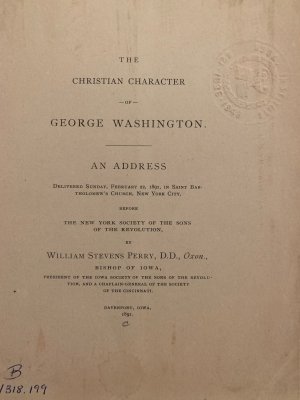 THE
CHRISTIAN CHARACTER
—OF—
GEORGE WASHINGTON.
AN ADDRESS
DELIVERED SUNDAY, FEBRUARY 22, 1891, IN SAINT BAR-
THOLOMEW'S CHURCH, NEW YORK CITY,
BEFORE
THE NEW YORK SOCIETY OF THE SONS
OF THE REVOLUTION,
BY
WILLIAM STEVENS PERRY, D.D., Oxon.,
BISHOP OF IOWA,
PRESIDENT OF THE IOWA SOCIETY OF THE SONS OF THE REVOLU-
TION, AND A CHAPLAIN-GENERAL OF THE SOCIETY
OF THE CINCINNATI.
DAVENPORT, IOWA,
1891.
B
1318.199